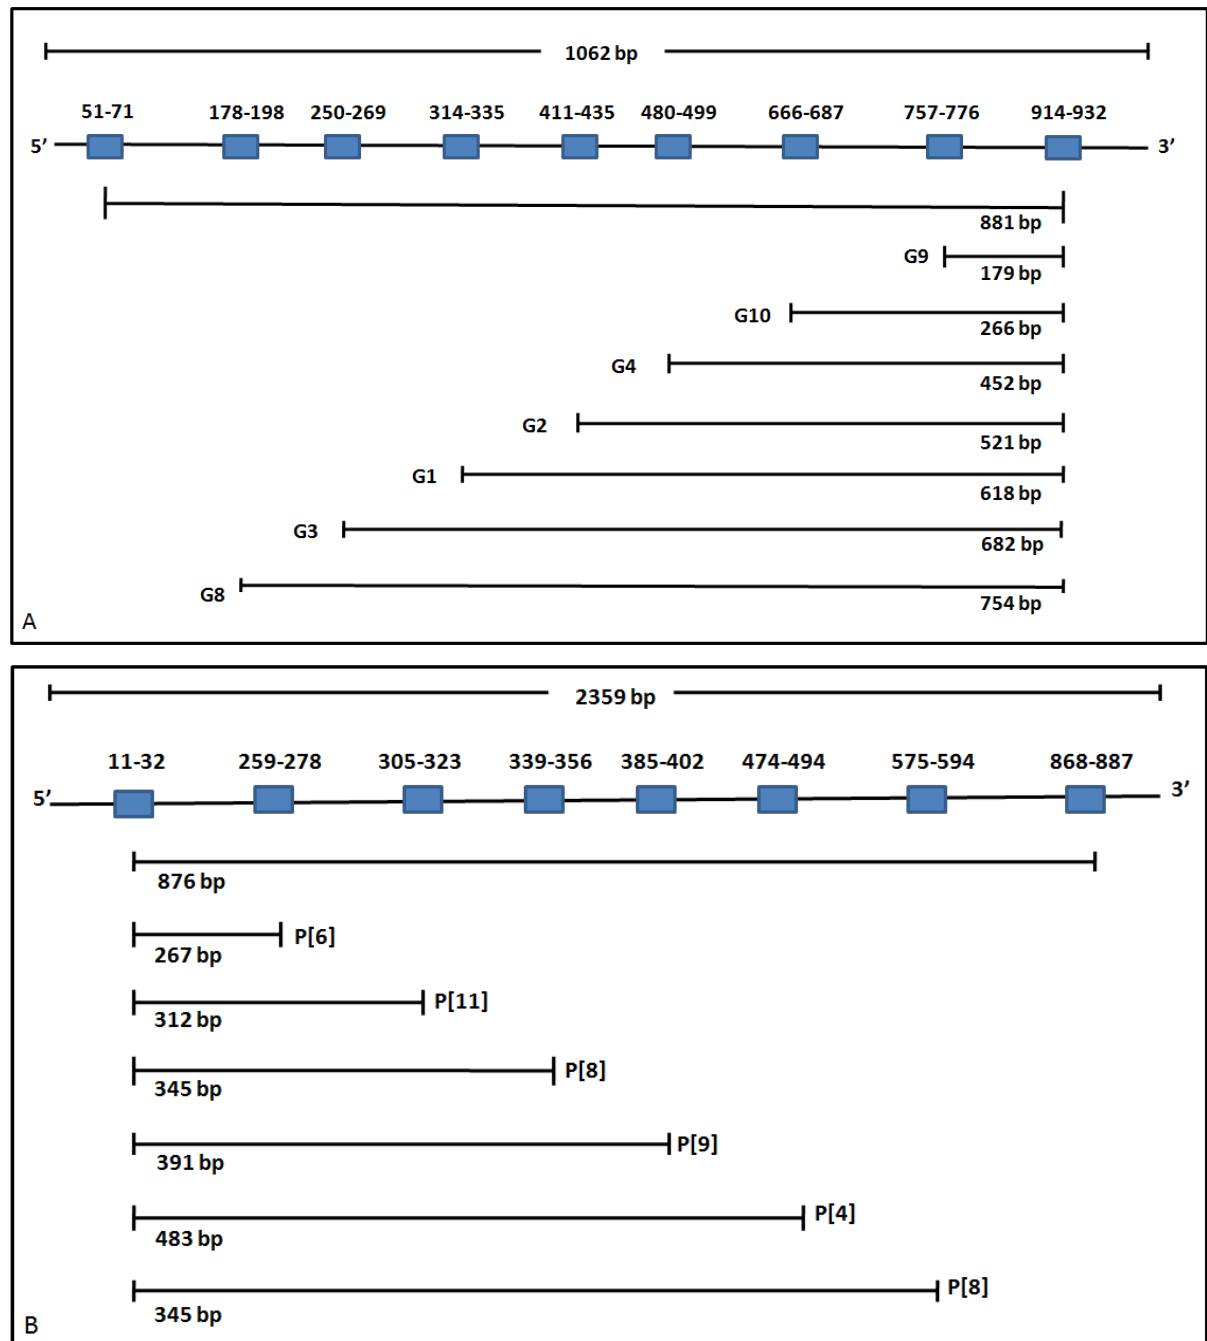 1062 bp
51-71 178-198 250-269 314-335 411-435 480-499 666-687 757-776 914-932
5’ 3’
881 bp
G9
179 bp
G10
266 bp
G4
452 bp
G2
521 bp
G1
618 bp
G3
682 bp
G8
754 bp
A
2359 bp
11-32 259-278 305-323 339-356 385-402 474-494 575-594 868-887
5’ 3’
876 bp
P[6]
267 bp
P[11]
312 bp
P[8]
345 bp
P[9]
391 bp
P[4]
483 bp
P[8]
345 bp
B